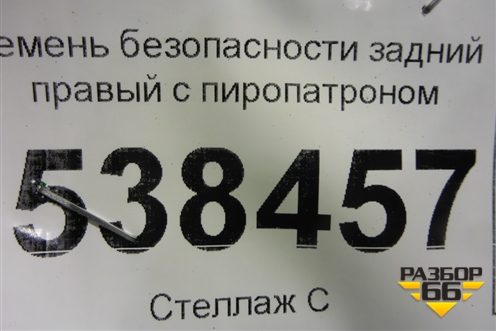 емень безопасности задний
правый с пиропатроном
538457
Стеллаж С
РАЗБОР
66